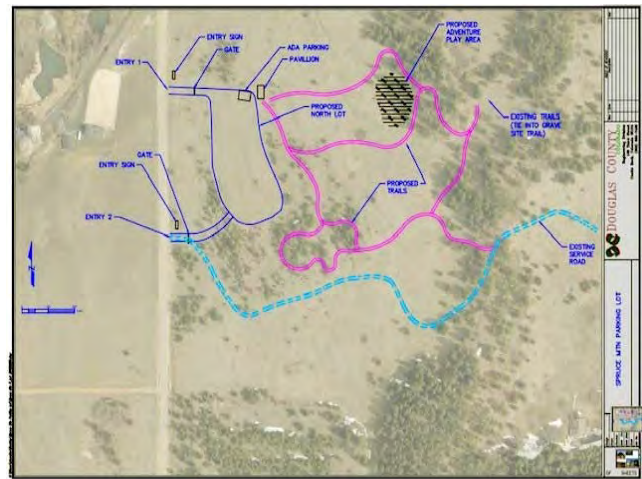 ENTRY SIGN
GATE
ENTRY 1
ADA PARKING
PAVILLION
PROPOSED
ADVENTURE
PLAY AREA
PROPOSED
NORTH LOT
EXISTING TRAILS
(TIE INTO GRAVE
SITE TRAIL)
GATE
ENTRY SIGN
ENTRY 2
PROPOSED
TRAILS
EXISTING
SERVICE
ROAD
N
DOUGLAS COUNTY
SPRUCE MTN PARKING LOT